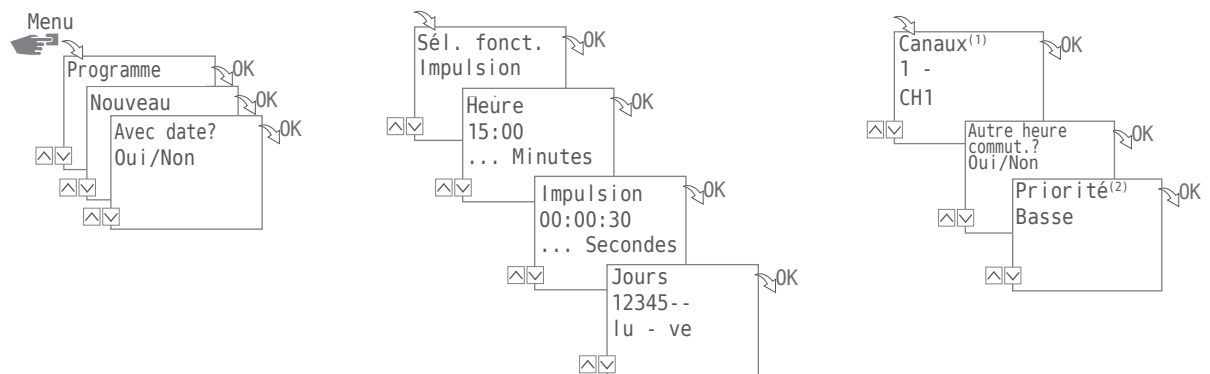 Menu
Programme
OK
Nouveau
OK
Avec date?
Oui/Non
OK
Sél. fonct.
Impulsion
OK
Heure
15:00
... Minutes
OK
Impulsion
00:00:30
... Secondes
OK
Jours
12345--
lu - ve
OK
Canaux(1)
1 -
CH1
OK
Autre heure
commut.?
Oui/Non
OK
Priorité(2)
Basse
OK